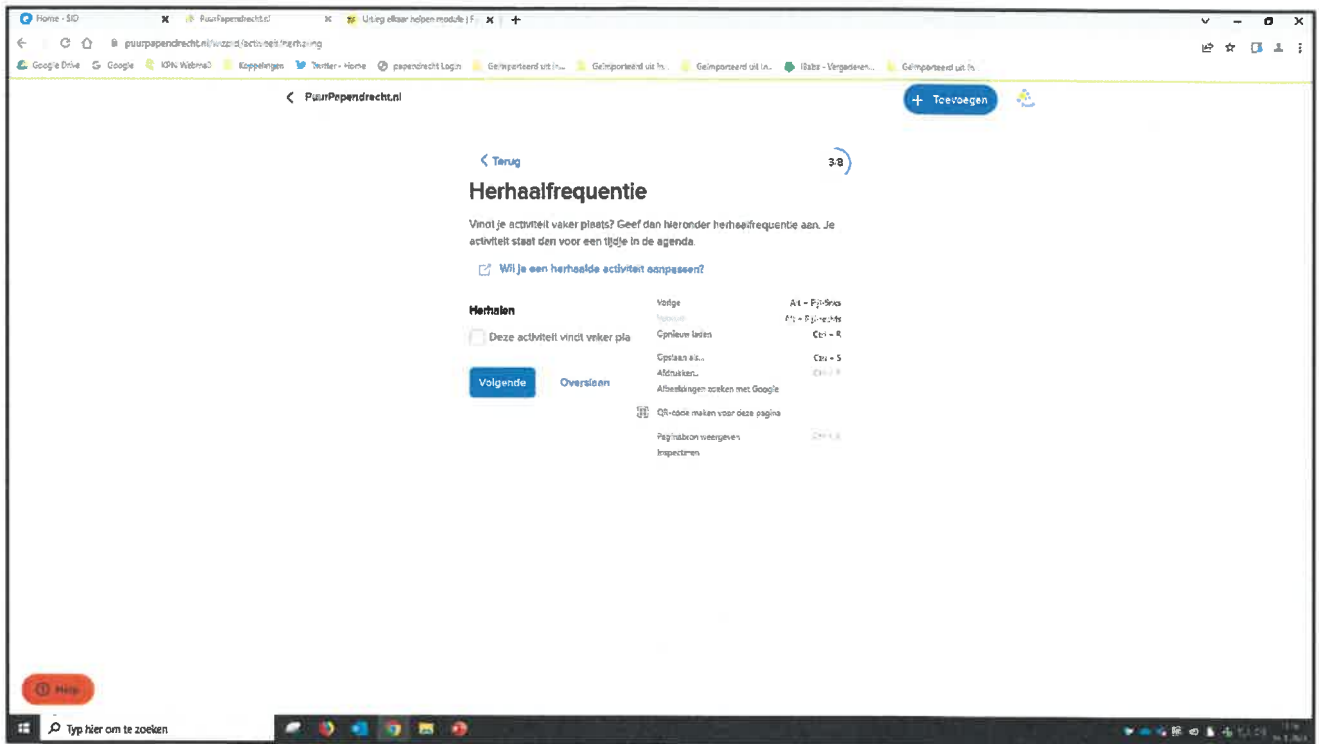 Home - SID
PuurPapendrecht.nl
Uitleg elkaar helpen module | F
puurpapendrecht.nl/wizard/activiteit/herhaling
Google Drive
Google
KPN Webmail
Koppelingen
Twitter - Home
papendrecht Login
Geïmporteerd uit In...
Geïmporteerd uit In...
Geïmporteerd uit In...
iBabs - Vergaderen...
Geïmporteerd uit In
PuurPapendrecht.nl
+ Toevoegen
Terug
3/8
Herhaalfrequentie
Vindt je activiteit vaker plaats? Geef dan hieronder herhaalfrequentie aan. Je
activiteit staat dan voor een tijdje in de agenda.
Wil je een herhaalde activiteit aanpassen?
Herhalen
Deze activiteit vindt vaker pla
Volgende
Overslaan
Vorige Alt + Pijl-links
Alt + Pijl-rechts
Opnieuw laden Ctrl + R
Opslaan als... Ctrl + S
Afdrukken...
Afbeeldingen zoeken met Google
QR-code maken voor deze pagina
Paginabron weergeven
Inspecteren
Help
Typ hier om te zoeken